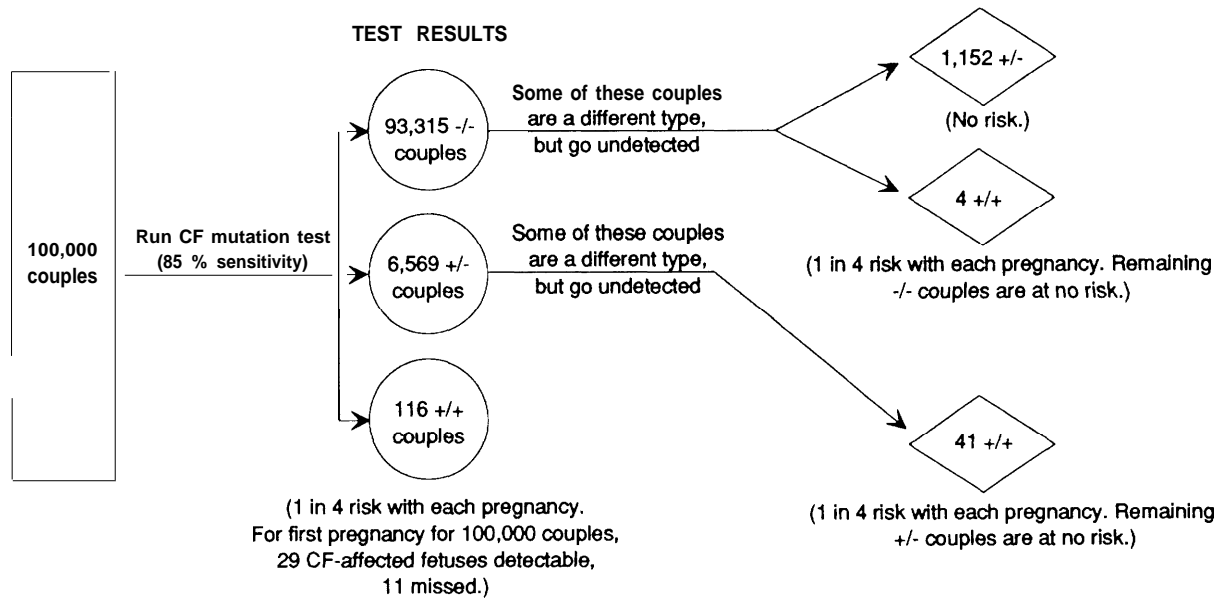 TEST RESULTS
100,000
couples
Run CF mutation test
(85 % sensitivity)
93,315 -/-
couples
Some of these couples
are a different type,
but go undetected
1,152 +/-
(No risk.)
4 +/+
(1 in 4 risk with each pregnancy. Remaining
-/- couples are at no risk.)
6,569 +/-
couples
Some of these couples
are a different type,
but go undetected
41 +/+
(1 in 4 risk with each pregnancy. Remaining
+/- couples are at no risk.)
116 +/+
couples
(1 in 4 risk with each pregnancy.
For first pregnancy for 100,000 couples,
29 CF-affected fetuses detectable,
11 missed.)